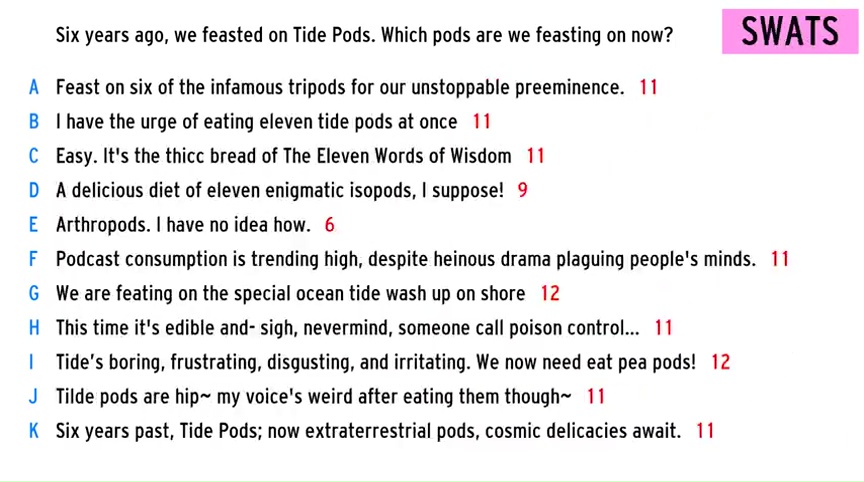 Six years ago, we feasted on Tide Pods. Which pods are we feasting on now?
SWATS
A Feast on six of the infamous tripods for our unstoppable preeminence. 11
B I have the urge of eating eleven tide pods at once 11
C Easy. It's the thicc bread of The Eleven Words of Wisdom 11
D A delicious diet of eleven enigmatic isopods, I suppose! 9
E Arthropods. I have no idea how. 6
F Podcast consumption is trending high, despite heinous drama plaguing people's minds. 11
G We are feating on the special ocean tide wash up on shore 12
H This time it's edible and- sigh, nevermind, someone call poison control... 11
I Tide's boring, frustrating, disgusting, and irritating. We now need eat pea pods! 12
J Tilde pods are hip~ my voice's weird after eating them though~ 11
K Six years past, Tide Pods; now extraterrestrial pods, cosmic delicacies await. 11